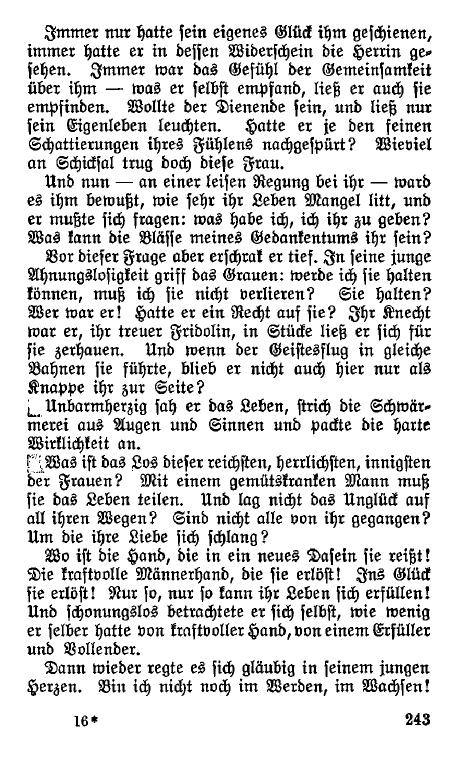 Immer nur hatte sein eigenes Glück ihm geschienen,
immer hatte er in dessen Widerschein die Herrin ge-
sehen. Immer war das Gefühl der Gemeinsamkeit
über ihm — was er selbst empfand, ließ er auch sie
empfinden. Wollte der Dienende sein, und ließ nur
sein Eigenleben leuchten. Hatte er je den feinen
Schattierungen ihres Fühlens nachgespürt? Wieviel
an Schicksal trug doch diese Frau.
Und nun — an einer leisen Regung bei ihr — ward
es ihm bewußt, wie sehr ihr Leben Mangel litt, und
er mußte sich fragen: was habe ich, ich ihr zu geben?
Was kann die Blässe meines Gedankentums ihr sein?
Vor dieser Frage aber erschrak er tief. In seine junge
Ahnungslosigkeit griff das Grauen: werde ich sie halten
können, muß ich sie nicht verlieren? Sie halten?
Wer war er! Hatte er ein Recht auf sie? Ihr Knecht
war er, ihr treuer Fridolin, in Stücke ließ er sich für
sie zerhauen. Und wenn der Geistesflug in gleiche
Bahnen sie führte, blieb er nicht auch hier nur als
Knappe ihr zur Seite?
Unbarmherzig sah er das Leben, strich die Schwär-
merei aus Augen und Sinnen und packte die harte
Wirklichkeit an.
Was ist das Los dieser reichsten, herrlichsten, innigsten
der Frauen? Mit einem gemütskranken Mann muß
sie das Leben teilen. Und lag nicht das Unglück auf
all ihren Wegen? Sind nicht alle von ihr gegangen?
Um die ihre Liebe sich schlang?
Wo ist die Hand, die in ein neues Dasein sie reißt!
Die kraftvolle Männerhand, die sie erlöst! Ins Glück
sie erlöst! Nur so, nur so kann ihr Leben sich erfüllen!
Und schonungslos betrachtete er sich selbst, wie wenig
er selber hatte von kraftvoller Hand, von einem Erfüller
und Vollender.
Dann wieder regte es sich gläubig in seinem jungen
Herzen. Bin ich nicht noch im Werden, im Wachsen!
16* 243